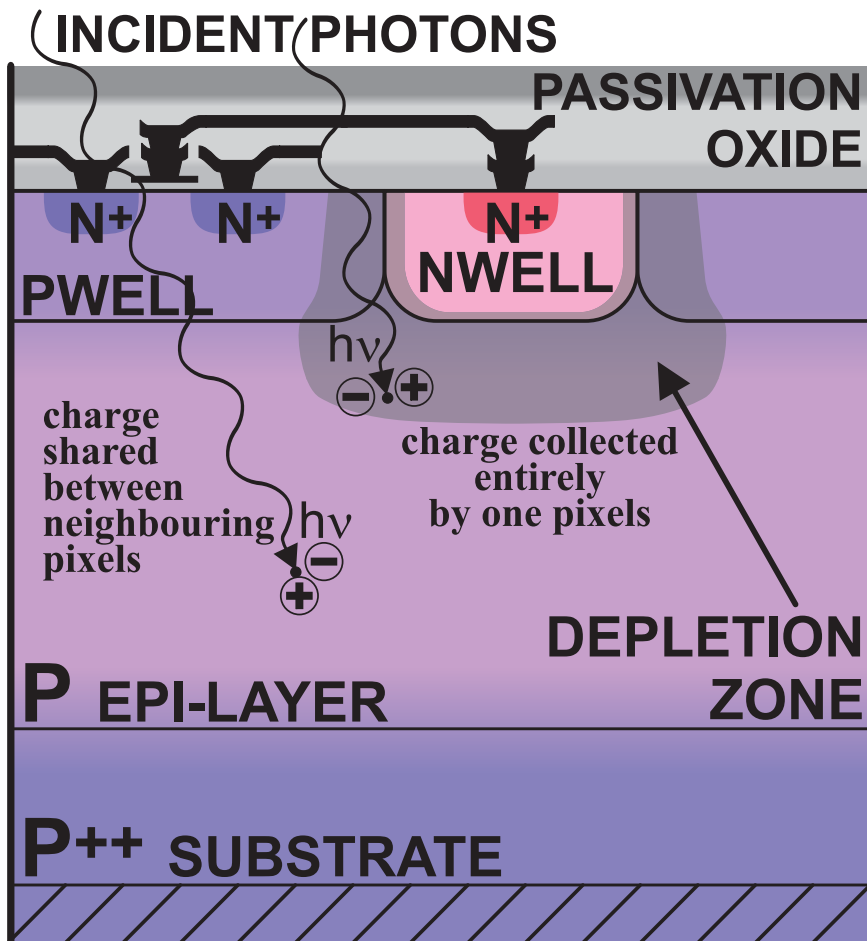 INCIDENT PHOTONS
PASSIVATION
OXIDE
N+ N+ N+
PWELL NWELL
hν
− +
charge
shared
between
neighbouring
pixels
charge collected
entirely
by one pixels
hν
−
+
DEPLETION
ZONE
P EPI-LAYER
P++ SUBSTRATE